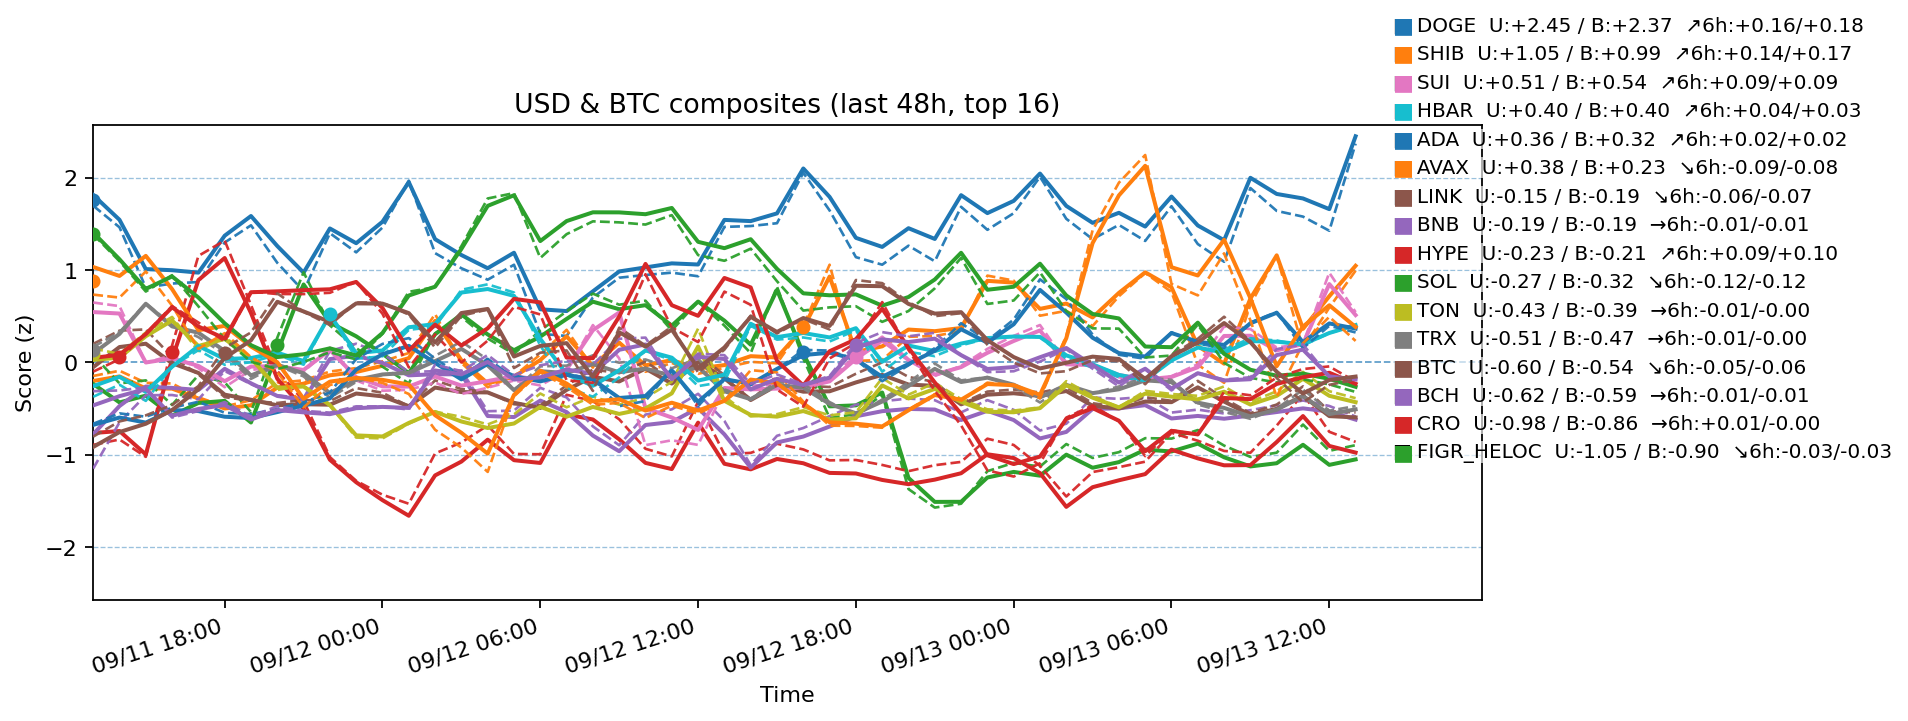 DOGE U:+2.45 / B:+2.37 ↗6h:+0.16/+0.18
SHIB U:+1.05 / B:+0.99 ↗6h:+0.14/+0.17
SUI U:+0.51 / B:+0.54 ↗6h:+0.09/+0.09
HBAR U:+0.40 / B:+0.40 ↗6h:+0.04/+0.03
ADA U:+0.36 / B:+0.32 ↗6h:+0.02/+0.02
AVAX U:+0.38 / B:+0.23 ↘6h:-0.09/-0.08
LINK U:-0.15 / B:-0.19 ↘6h:-0.06/-0.07
BNB U:-0.19 / B:-0.19 →6h:-0.01/-0.01
HYPE U:-0.23 / B:-0.21 ↗6h:+0.09/+0.10
SOL U:-0.27 / B:-0.32 ↘6h:-0.12/-0.12
TON U:-0.43 / B:-0.39 →6h:-0.01/-0.00
TRX U:-0.51 / B:-0.47 →6h:-0.01/-0.00
BTC U:-0.60 / B:-0.54 ↘6h:-0.05/-0.06
BCH U:-0.62 / B:-0.59 →6h:-0.01/-0.01
CRO U:-0.98 / B:-0.86 →6h:+0.01/-0.00
FIGR_HELOC U:-1.05 / B:-0.90 ↘6h:-0.03/-0.03
USD & BTC composites (last 48h, top 16)
Score (z)
2
1
0
−1
−2
09/11 18:00
09/12 00:00
09/12 06:00
09/12 12:00
09/12 18:00
09/13 00:00
09/13 06:00
09/13 12:00
Time